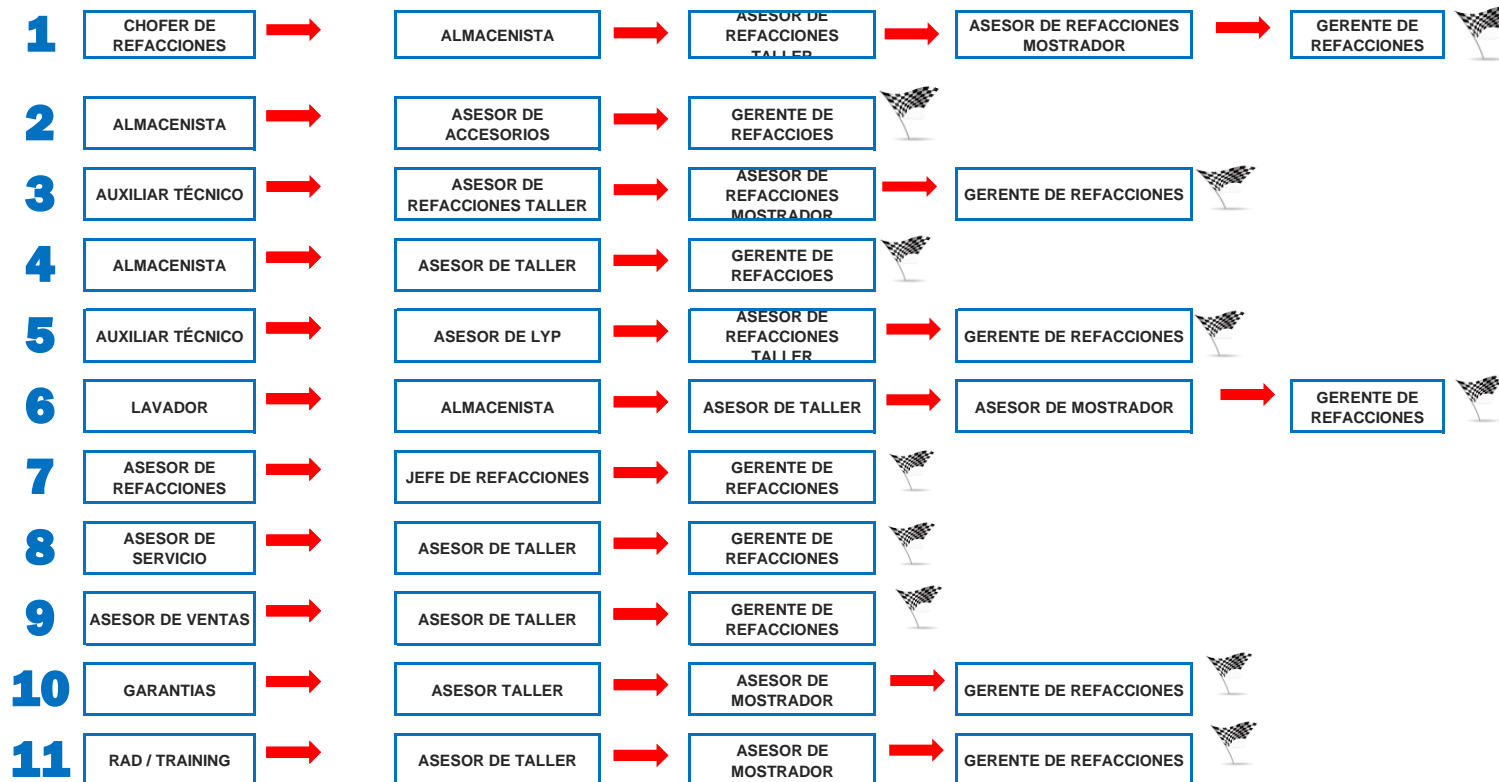 1
CHOFER DE
REFACCIONES
ALMACENISTA
ASESOR DE
REFACCIONES
TALLER
ASESOR DE REFACCIONES
MOSTRADOR
GERENTE DE
REFACCIONES
2
ALMACENISTA
ASESOR DE
ACCESORIOS
GERENTE DE
REFACCIOES
3
AUXILIAR TÉCNICO
ASESOR DE
REFACCIONES TALLER
ASESOR DE
REFACCIONES
MOSTRADOR
GERENTE DE REFACCIONES
4
ALMACENISTA
ASESOR DE TALLER
GERENTE DE
REFACCIOES
5
AUXILIAR TÉCNICO
ASESOR DE LYP
ASESOR DE
REFACCIONES
TALLER
GERENTE DE REFACCIONES
6
LAVADOR
ALMACENISTA
ASESOR DE TALLER
ASESOR DE MOSTRADOR
GERENTE DE
REFACCIONES
7
ASESOR DE
REFACCIONES
JEFE DE REFACCIONES
GERENTE DE
REFACCIONES
8
ASESOR DE
SERVICIO
ASESOR DE TALLER
GERENTE DE
REFACCIONES
9
ASESOR DE VENTAS
ASESOR DE TALLER
GERENTE DE
REFACCIONES
10
GARANTIAS
ASESOR TALLER
ASESOR DE
MOSTRADOR
GERENTE DE REFACCIONES
11
RAD / TRAINING
ASESOR DE TALLER
ASESOR DE
MOSTRADOR
GERENTE DE REFACCIONES